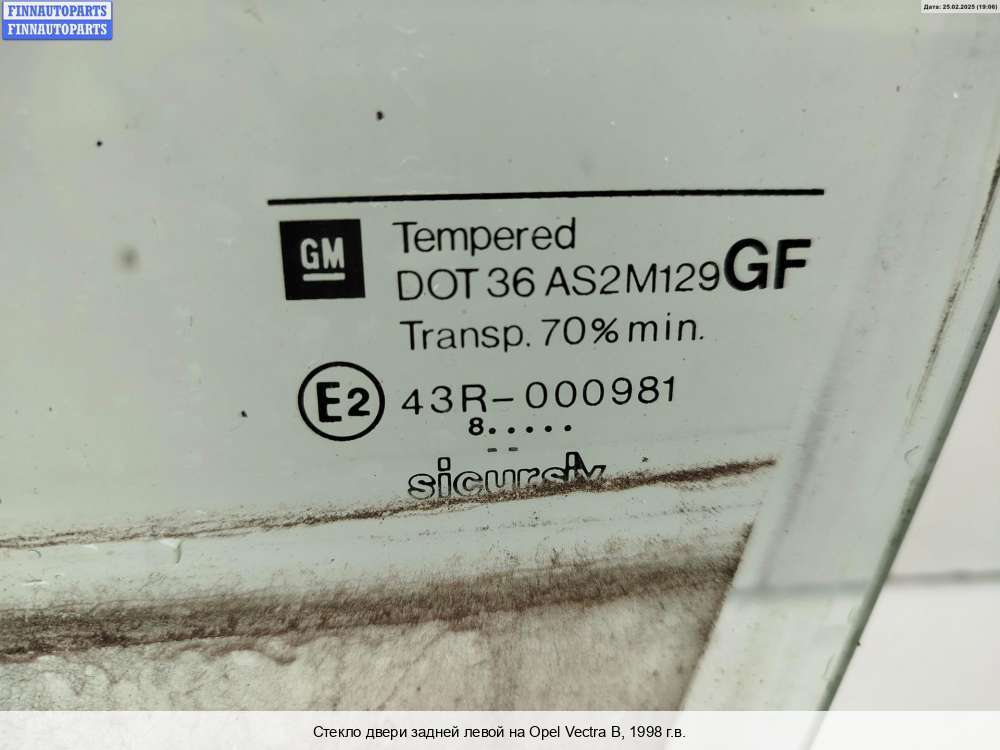 FINNAUTOPARTS
FINNAUTOPARTS
Дата: 25.02.2025 (19:06)
GM
Tempered
DOT 36 AS2M129 GF
Transp. 70% min.
E2 43R-000981
8.....
--
sicursiv
Стекло двери задней левой на Opel Vectra B, 1998 г.в.